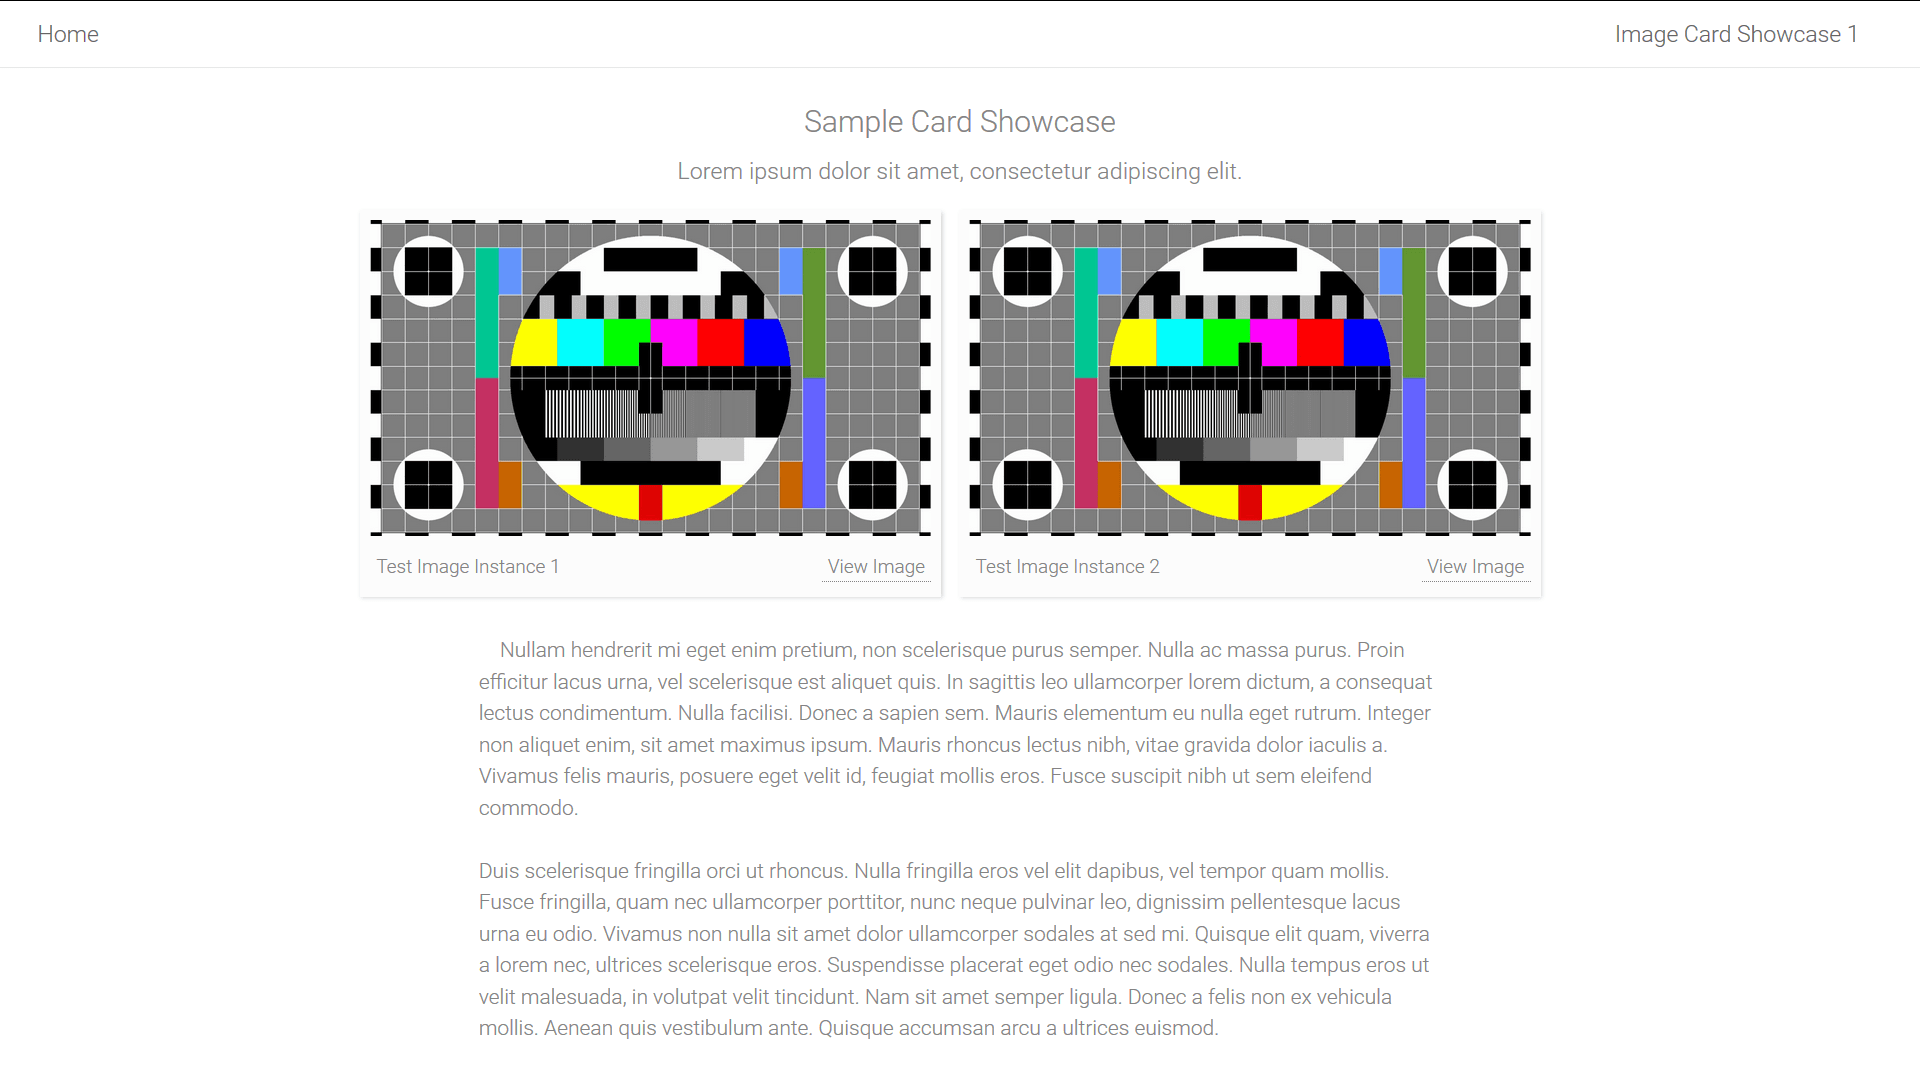 Home
Image Card Showcase 1
Sample Card Showcase
Lorem ipsum dolor sit amet, consectetur adipiscing elit.
Test Image Instance 1
View Image
Test Image Instance 2
View Image
Nullam hendrerit mi eget enim pretium, non scelerisque purus semper. Nulla ac massa purus. Proin
efficitur lacus urna, vel scelerisque est aliquet quis. In sagittis leo ullamcorper lorem dictum, a consequat
lectus condimentum. Nulla facilisi. Donec a sapien sem. Mauris elementum eu nulla eget rutrum. Integer
non aliquet enim, sit amet maximus ipsum. Mauris rhoncus lectus nibh, vitae gravida dolor iaculis a.
Vivamus felis mauris, posuere eget velit id, feugiat mollis eros. Fusce suscipit nibh ut sem eleifend
commodo.
Duis scelerisque fringilla orci ut rhoncus. Nulla fringilla eros vel elit dapibus, vel tempor quam mollis.
Fusce fringilla, quam nec ullamcorper porttitor, nunc neque pulvinar leo, dignissim pellentesque lacus
urna eu odio. Vivamus non nulla sit amet dolor ullamcorper sodales at sed mi. Quisque elit quam, viverra
a lorem nec, ultrices scelerisque eros. Suspendisse placerat eget odio nec sodales. Nulla tempus eros ut
velit malesuada, in volutpat velit tincidunt. Nam sit amet semper ligula. Donec a felis non ex vehicula
mollis. Aenean quis vestibulum ante. Quisque accumsan arcu a ultrices euismod.